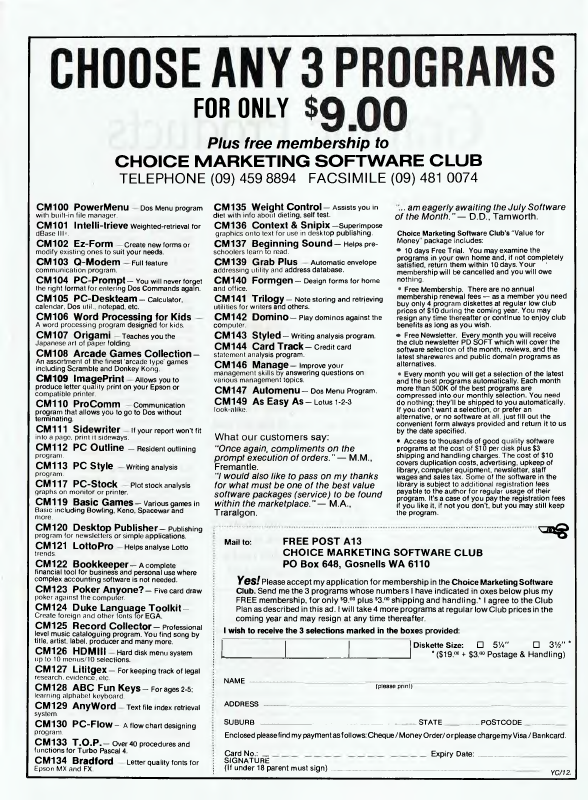 CHOOSE ANY 3 PROGRAMS
FOR ONLY $9.00
Plus free membership to
CHOICE MARKETING SOFTWARE CLUB
TELEPHONE (09) 459 8894 FACSIMILE (09) 481 0074
CM100 PowerMenu – Dos Menu program
with built-in file manager.
CM101 Intelli-Irieve Weighted-retrieval for
dBase III+.
CM102 Ez-Form – Create new forms or
modify existing ones to suit your needs.
CM103 Q-Modem – Full feature
communication program.
CM104 PC-Prompt – You will never forget
the right format for entering Dos Commands again.
CM105 PC-Deskteam – Calculator,
calendar, Dos util., notepad, etc.
CM106 Word Processing for Kids –
A word processing program designed for kids.
CM107 Origami – Teaches you the
Japanese art of paper folding.
CM108 Arcade Games Collection –
An assortment of the finest 'arcade type' games
including Scramble and Donkey Kong.
CM109 ImagePrint – Allows you to
produce letter quality print on your Epson or
compatible printer.
CM110 ProComm – Communication
program that allows you to go to Dos without
terminating.
CM111 Sidewriter – If your report won't fit
into a page, print it sideways.
CM112 PC Outline – Resident outlining
program.
CM113 PC Style – Writing analysis
program.
CM117 PC-Stock – Plot stock analysis
graphs on monitor or printer.
CM119 Basic Games – Various games in
Basic including Bowling, Keno, Spacewar and
more.
CM120 Desktop Publisher – Publishing
program for newsletters or simple applications.
CM121 LottoPro – Helps analyse Lotto
trends.
CM122 Bookkeeper – A complete
financial tool for business and personal use where
complex accounting software is not needed.
CM123 Poker Anyone? – Five card draw
poker against the computer.
CM124 Duke Language Toolkit –
Create foreign and other fonts for EGA.
CM125 Record Collector – Professional
level music cataloguing program. You find song by
title, artist, label, producer and many more.
CM126 HDMIII – Hard disk menu system
up to 10 menus/10 selections.
CM127 Lititgex – For keeping track of legal
research, evidence, etc.
CM128 ABC Fun Keys – For ages 2-5;
learning alphabet keyboard.
CM129 AnyWord – Text file index retrieval
system
CM130 PC-Flow – A flow chart designing
program
CM133 T.O.P. – Over 40 procedures and
functions for Turbo Pascal 4.
CM134 Bradford – Letter quality fonts for
Epson MX and FX.
CM135 Weight Control – Assists you in
diet with info about dieting, self test.
CM136 Context & Snipix – Superimpose
graphics onto text for use in desktop publishing.
CM137 Beginning Sound – Helps pre-
schoolers learn to read.
CM139 Grab Plus – Automatic envelope
addressing utility and address database.
CM140 Formgen – Design forms for home
and office.
CM141 Trilogy – Note storing and retrieving
utilities for writers and others.
CM142 Domino – Play dominos against the
computer.
CM143 Styled – Writing analysis program.
CM144 Card Track – Credit card
statement analysis program.
CM146 Manage – Improve your
management skills by answering questions on
various management topics.
CM147 Automenu – Dos Menu Program.
CM149 As Easy As – Lotus 1-2-3
look-alike.
What our customers say:
"Once again, compliments on the
prompt execution of orders." – M.M.,
Fremantle.
"I would also like to pass on my thanks
for what must be one of the best value
software packages (service) to be found
within the marketplace." – M.A.,
Traralgon.
"... am eagerly awaiting the July Software
of the Month." – D.D., Tamworth.
Choice Marketing Software Club's "Value for
Money" package includes:
• 10 days Free Trial. You may examine the
programs in your own home and, if not completely
satisfied, return them within 10 days. Your
membership will be cancelled and you will owe
nothing.
• Free Membership. There are no annual
membership renewal fees – as a member you need
buy only 4 program diskettes at regular low club
prices of $10 during the coming year. You may
resign any time thereafter or continue to enjoy club
benefits as long as you wish.
• Free Newsletter. Every month you will receive
the club newsletter PD SOFT which will cover the
software selection of the month, reviews, and the
latest sharewares and public domain programs as
alternatives.
• Every month you will get a selection of the latest
and the best programs automatically. Each month
more than 500K of the best programs are
compressed into our monthly selection. You need
do nothing; they'll be shipped to you automatically.
If you don't want a selection, or prefer an
alternative, or no software at all, just fill out the
convenient form always provided and return it to us
by the date specified.
• Access to thousands of good quality software
programs at the cost of $10 per disk plus $3
shipping and handling charges. The cost of $10
covers duplication costs, advertising, upkeep of
library, computer equipment, newsletter, staff
wages and sales tax. Some of the software in the
library is subject to additional registration fees
payable to the author for regular usage of their
program. It's a case of you pay the registration fees
if you like it, if not you don't, but you may still keep
the program.
Mail to: FREE POST A13
CHOICE MARKETING SOFTWARE CLUB
PO Box 648, Gosnells WA 6110
Yes! Please accept my application for membership in the Choice Marketing Software
Club. Send me the 3 programs whose numbers I have indicated in oxes below plus my
FREE membership, for only $9.00 plus $3.00 shipping & handling.* I agree to the Club
Plan as described in this ad. I will take 4 more programs at regular low Club Prices in the
coming year and may resign at any time thereafter.
I wish to receive the 3 selections marked in the boxes provided:
Diskette Size: □ 5¼" □ 3½" *
*($19.00 + $3.00 Postage & Handling)
NAME
(please print)
ADDRESS
SUBURB STATE POSTCODE
Enclosed please find my payment as follows: Cheque / Money Order/ or please charge my Visa / Bankcard.
Card No.: Expiry Date:
SIGNATURE
(If under 18 parent must sign)
YC/12.